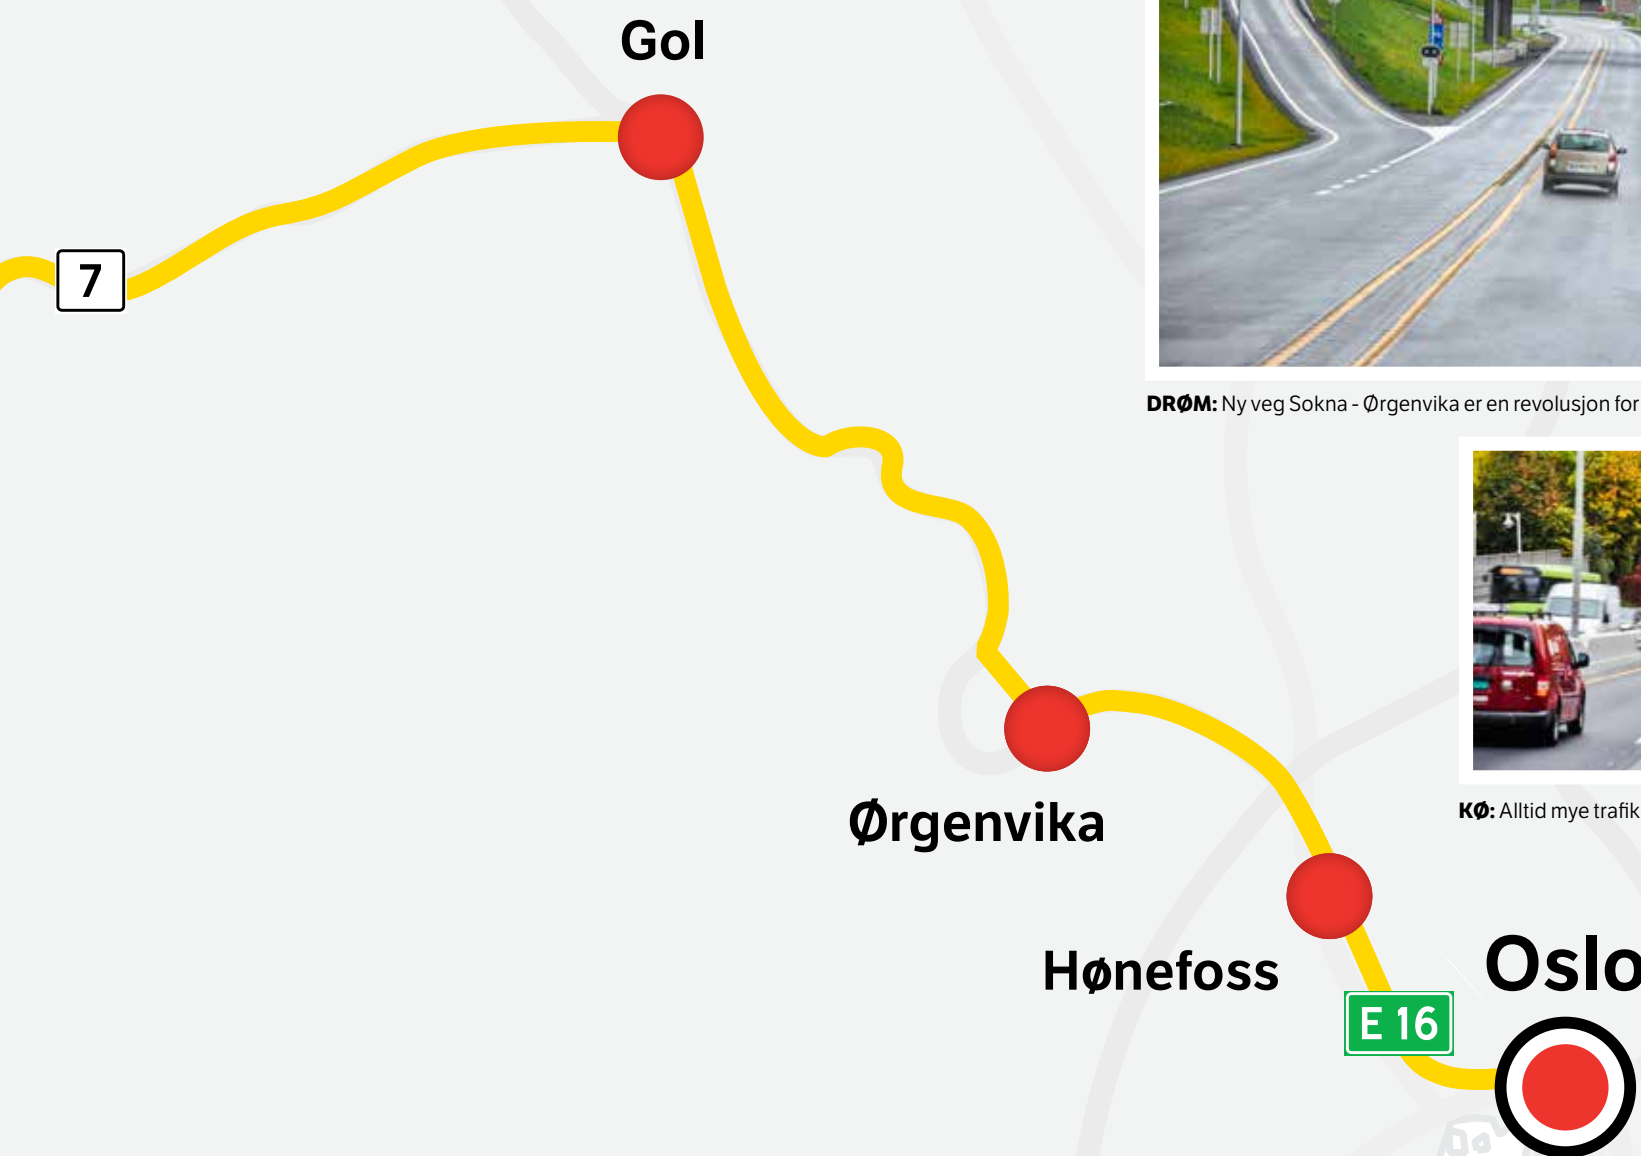 Gol
7
DRØM: Ny veg Sokna - Ørgenvika er en revolusjon for
KØ: Alltid mye trafik
Ørgenvika
Hønefoss
Oslo
E 16